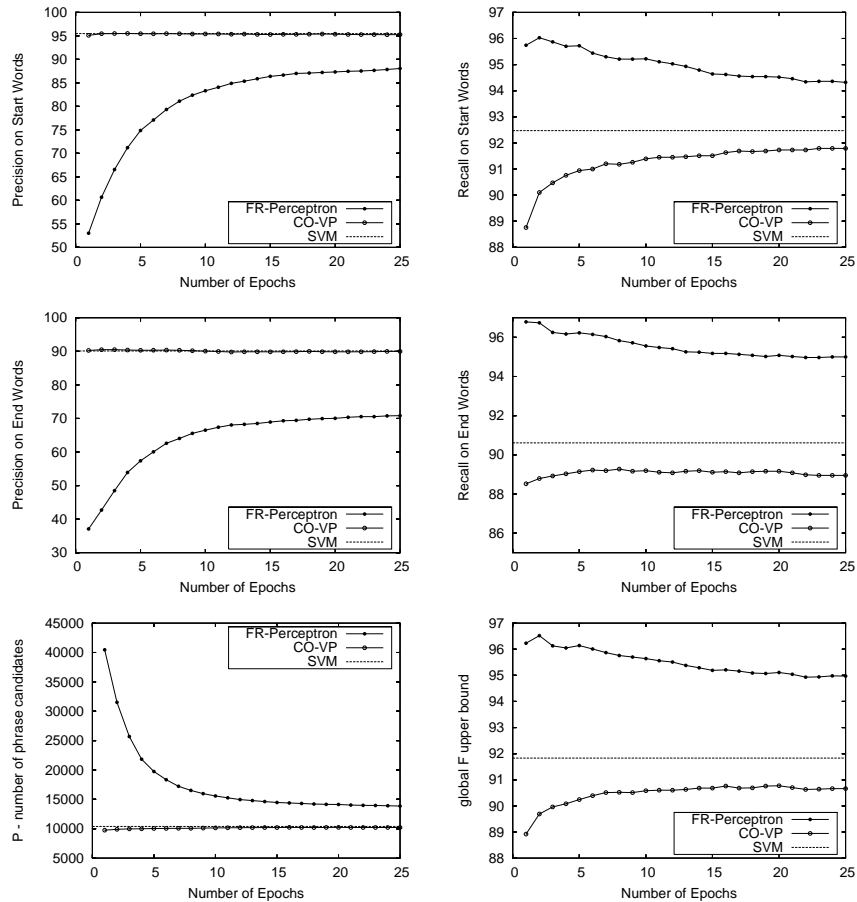 Precision on Start Words
100
95
90
85
80
75
70
65
60
55
50
0 5 10 15 20 25
Number of Epochs
FR-Perceptron
CO-VP
SVM
Recall on Start Words
97
96
95
94
93
92
91
90
89
88
0 5 10 15 20 25
Number of Epochs
FR-Perceptron
CO-VP
SVM
Precision on End Words
100
90
80
70
60
50
40
30
0 5 10 15 20 25
Number of Epochs
FR-Perceptron
CO-VP
SVM
Recall on End Words
96
94
92
90
88
86
0 5 10 15 20 25
Number of Epochs
FR-Perceptron
CO-VP
SVM
P - number of phrase candidates
45000
40000
35000
30000
25000
20000
15000
10000
5000
0 5 10 15 20 25
Number of Epochs
FR-Perceptron
CO-VP
SVM
global F upper bound
97
96
95
94
93
92
91
90
89
88
0 5 10 15 20 25
Number of Epochs
FR-Perceptron
CO-VP
SVM